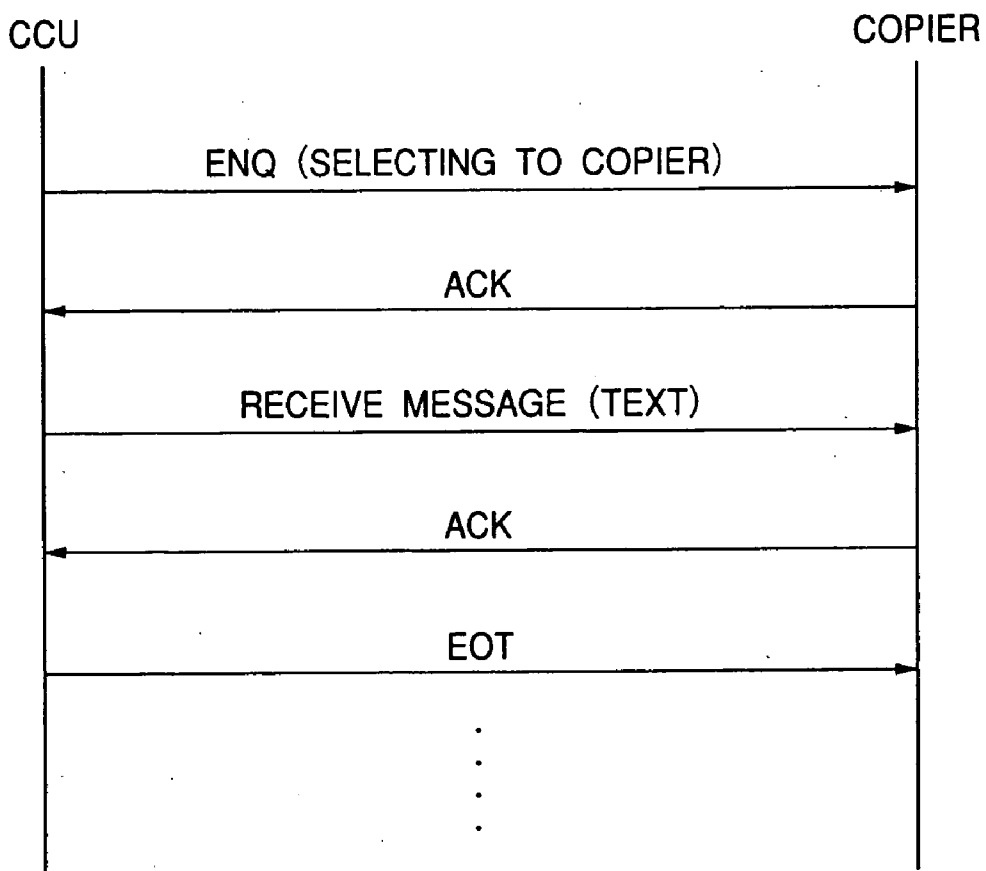 CCU
COPIER
ENQ (SELECTING TO COPIER)
ACK
RECEIVE MESSAGE (TEXT)
ACK
EOT